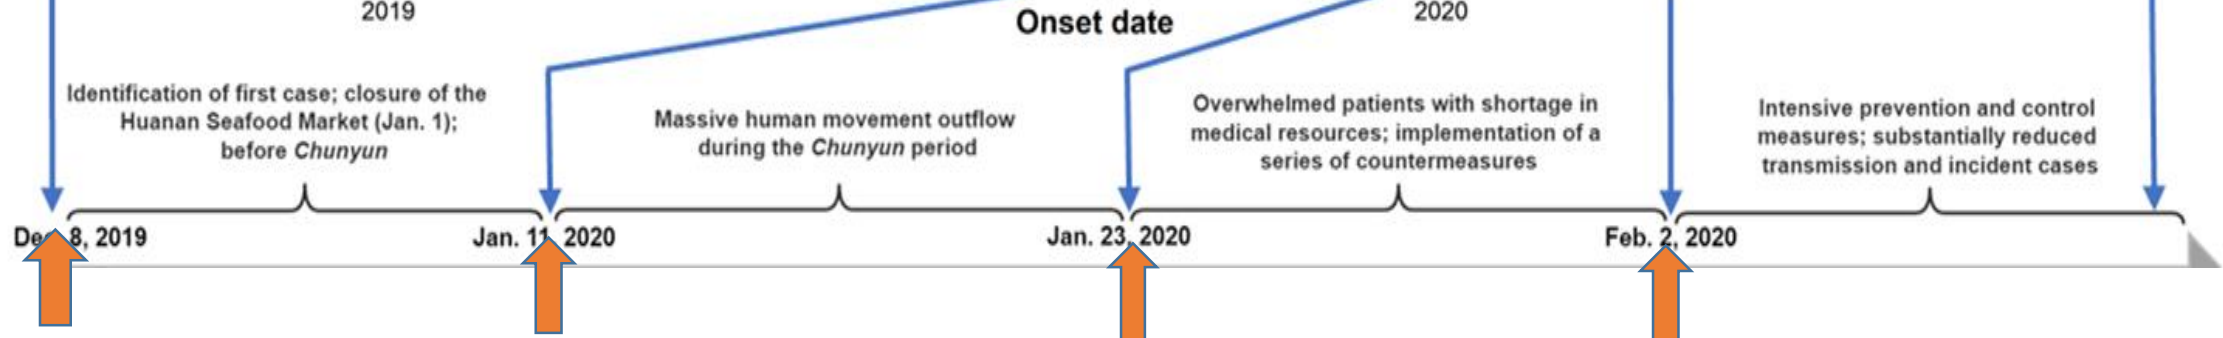 2019
Onset date
2020
Identification of first case; closure of the
Huanan Seafood Market (Jan. 1);
before Chunyun
Massive human movement outflow
during the Chunyun period
Overwhelmed patients with shortage in
medical resources; implementation of a
series of countermeasures
Intensive prevention and control
measures; substantially reduced
transmission and incident cases
Dec. 8, 2019
Jan. 11, 2020
Jan. 23, 2020
Feb. 2, 2020